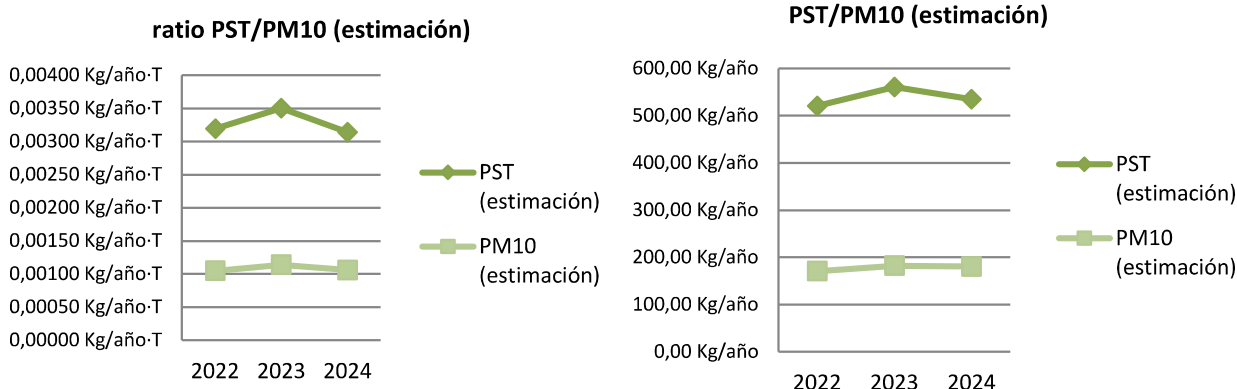 ratio PST/PM10 (estimación)
0,00400 Kg/año·T
0,00350 Kg/año·T
0,00300 Kg/año·T
0,00250 Kg/año·T
0,00200 Kg/año·T
0,00150 Kg/año·T
0,00100 Kg/año·T
0,00050 Kg/año·T
0,00000 Kg/año·T
2022 2023 2024
PST
(estimación)
PM10
(estimación)
PST/PM10 (estimación)
600,00 Kg/año
500,00 Kg/año
400,00 Kg/año
300,00 Kg/año
200,00 Kg/año
100,00 Kg/año
0,00 Kg/año
2022 2023 2024
PST
(estimación)
PM10
(estimación)